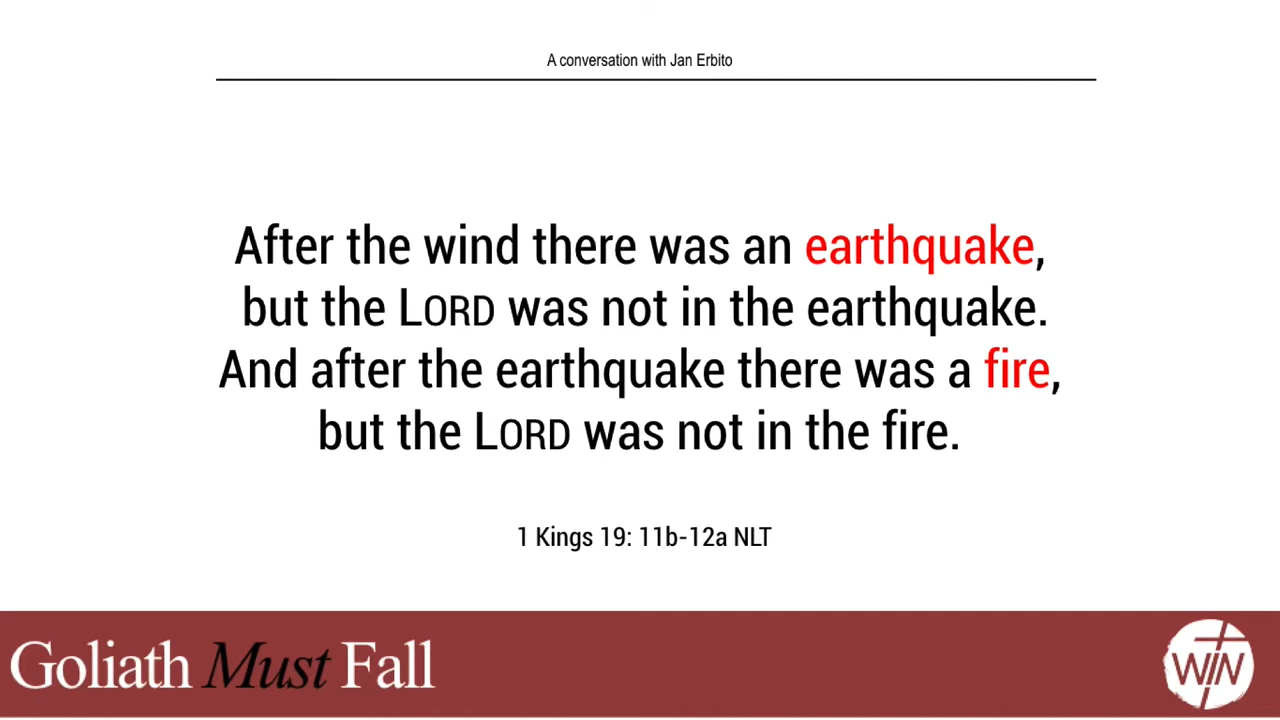 A conversation with Jan Erbito
After the wind there was an earthquake,
but the LORD was not in the earthquake.
And after the earthquake there was a fire,
but the LORD was not in the fire.
1 Kings 19: 11b-12a NLT
Goliath Must Fall
WIN